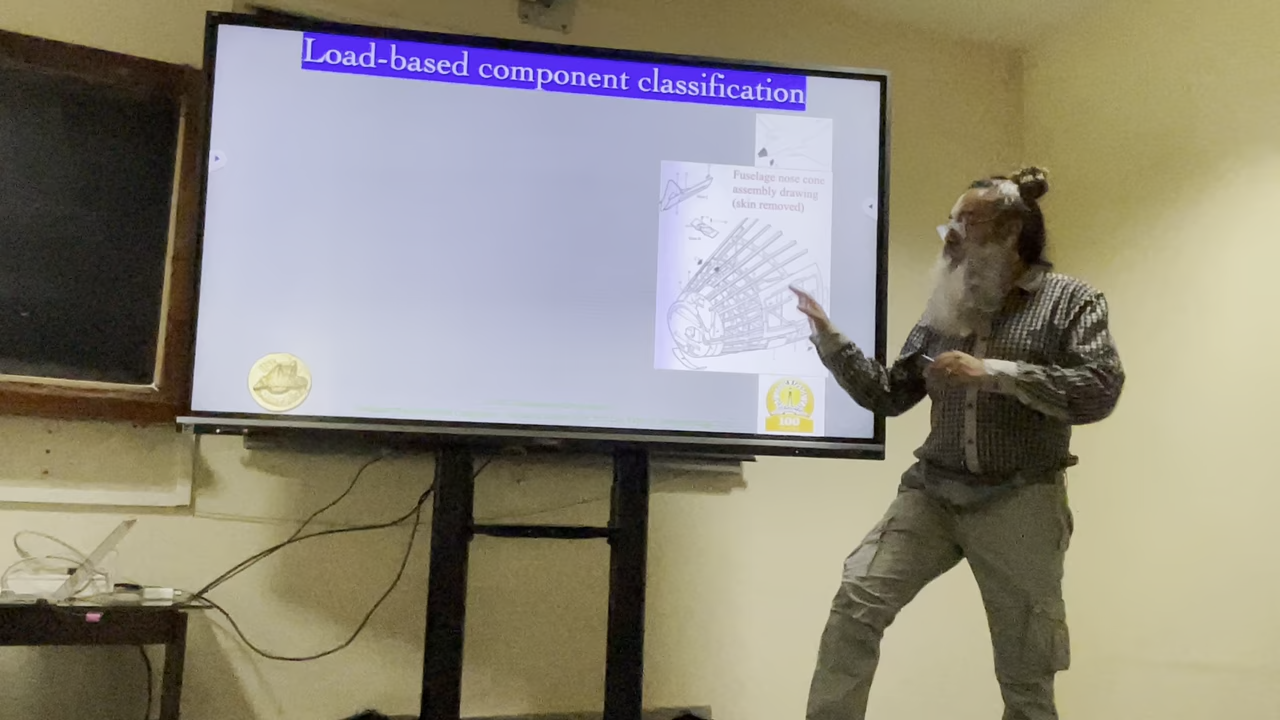 Load-based component classification
Fuselage nose cone
assembly drawing
(skin removed)
100